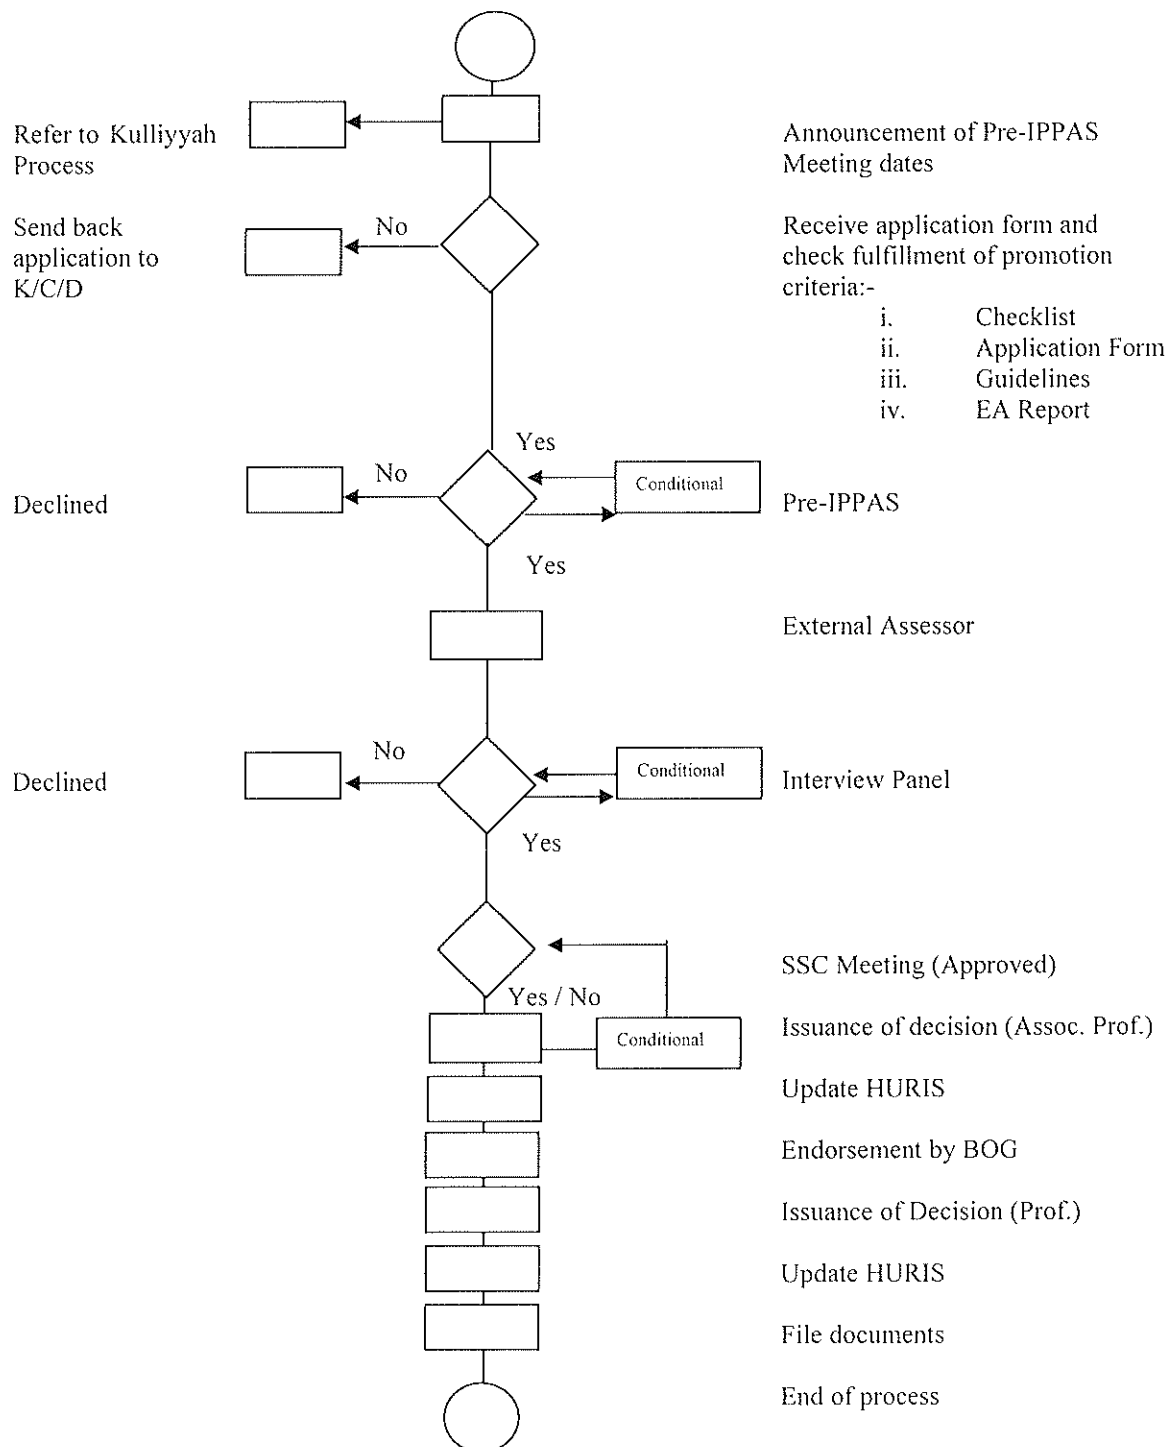 Refer to Kulliyyah
Process
Announcement of Pre-IPPAS
Meeting dates
Send back
application to
K/C/D
No
Receive application form and
check fulfillment of promotion
criteria:-
i. Checklist
ii. Application Form
iii. Guidelines
iv. EA Report
Yes
Declined
No
Conditional
Pre-IPPAS
Yes
External Assessor
Declined
No
Conditional
Interview Panel
Yes
SSC Meeting (Approved)
Yes / No
Conditional
Issuance of decision (Assoc. Prof.)
Update HURIS
Endorsement by BOG
Issuance of Decision (Prof.)
Update HURIS
File documents
End of process